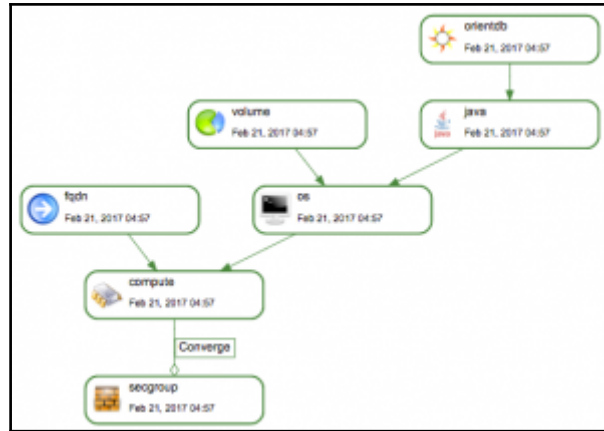 orientdb
Feb 21, 2017 04:57
volume
Feb 21, 2017 04:57
java
Feb 21, 2017 04:57
fqdn
Feb 21, 2017 04:57
os
Feb 21, 2017 04:57
compute
Feb 21, 2017 04:57
Converge
secgroup
Feb 21, 2017 04:57